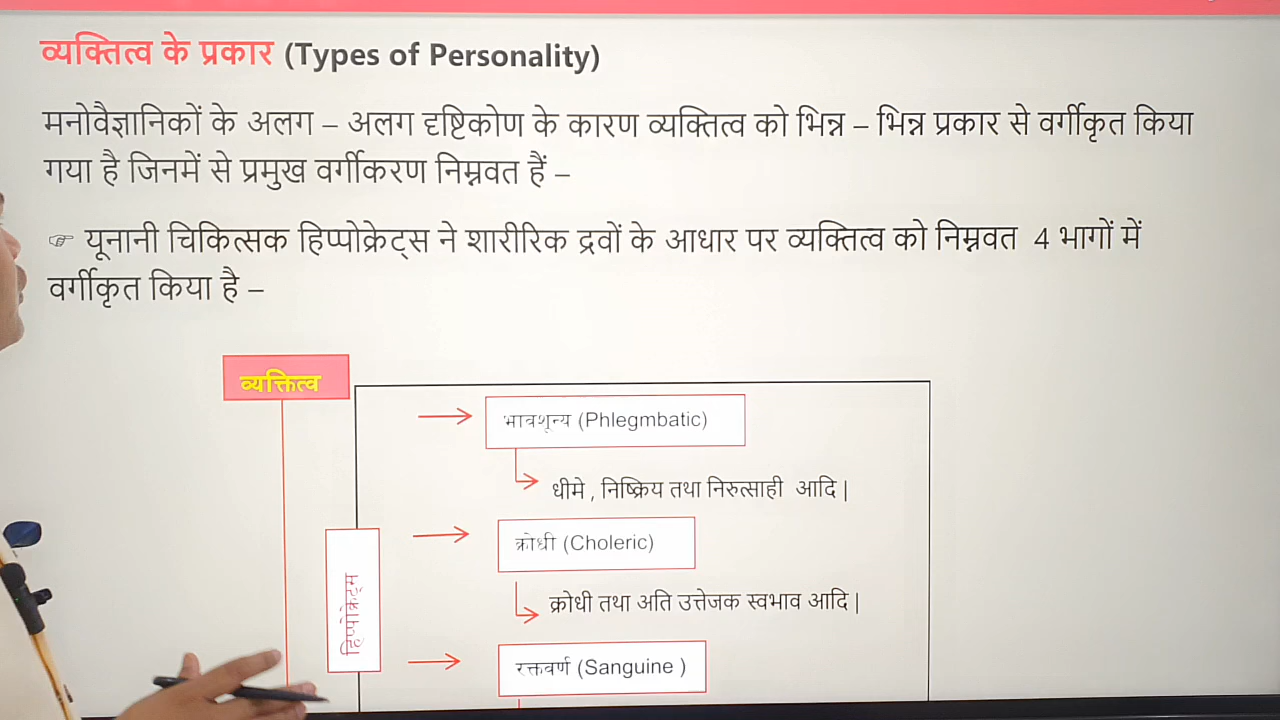 व्यक्तित्व के प्रकार (Types of Personality)
मनोवैज्ञानिकों के अलग – अलग दृष्टिकोण के कारण व्यक्तित्व को भिन्न – भिन्न प्रकार से वर्गीकृत किया
गया है जिनमें से प्रमुख वर्गीकरण निम्नवत हैं –
☞ यूनानी चिकित्सक हिप्पोक्रेट्स ने शारीरिक द्रवों के आधार पर व्यक्तित्व को निम्नवत 4 भागों में
वर्गीकृत किया है –
व्यक्तित्व
भावशून्य (Phlegmbatic)
धीमे , निष्क्रिय तथा निरुत्साही आदि |
क्रोधी (Choleric)
हिप्पोक्रेट्स
क्रोधी तथा अति उत्तेजक स्वभाव आदि |
रक्तवर्ण (Sanguine )